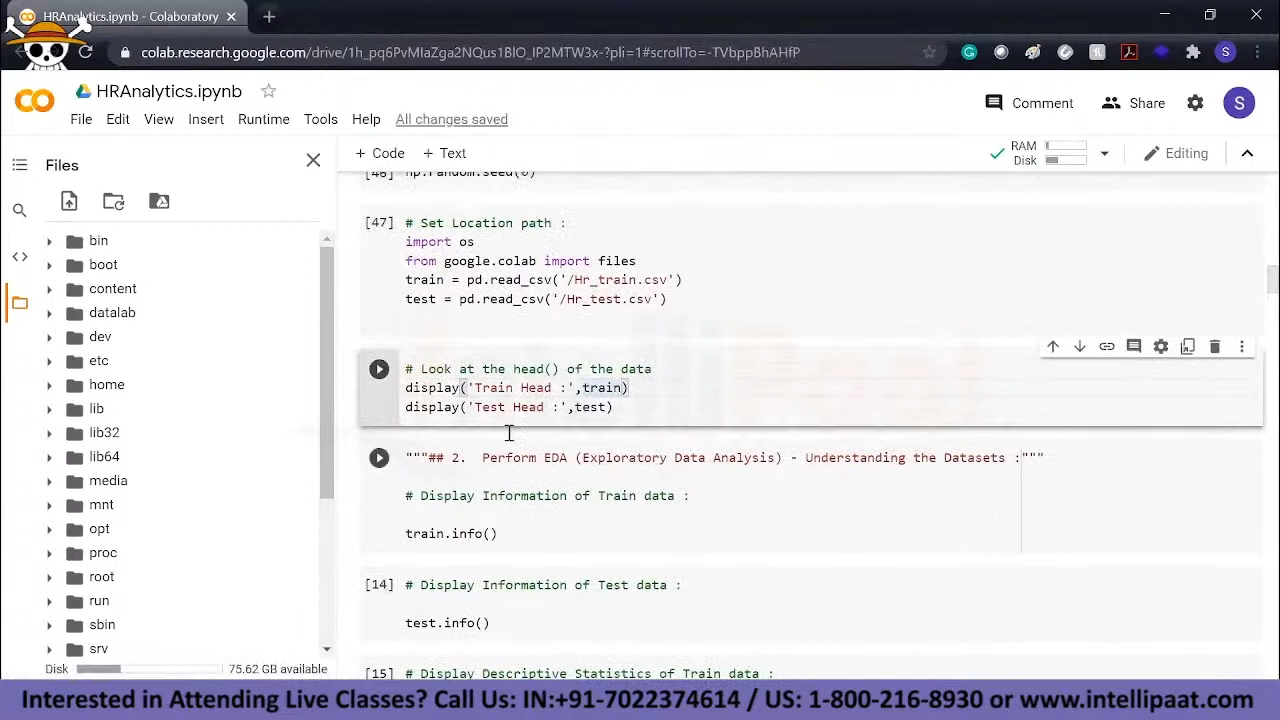 HRAnalytics.ipynb - Colaboratory
colab.research.google.com/drive/
HRAnalytics.ipynb
Comment
Share
S
File Edit View Insert Runtime Tools Help All changes saved
Files
+ Code + Text
RAM
Disk
Editing
bin
boot
content
datalab
dev
etc
home
lib
lib32
lib64
media
mnt
opt
proc
root
run
sbin
srv
Disk 75.62 GB available
[46] np.random.seed(0)
[47] # Set Location path :
import os
from google.colab import files
train = pd.read_csv('/Hr_train.csv')
test = pd.read_csv('/Hr_test.csv')
# Look at the head() of the data
display('Train Head :',train)
display('Test Head :',test)
"""## 2. Perform EDA (Exploratory Data Analysis) - Understanding the Datasets :"""
# Display Information of Train data :
train.info()
[14] # Display Information of Test data :
test.info()
[15] # Display Descriptive Statistics of Train data :
Interested in Attending Live Classes? Call Us: IN:+91-7022374614 / US: 1-800-216-8930 or www.intellipaat.com